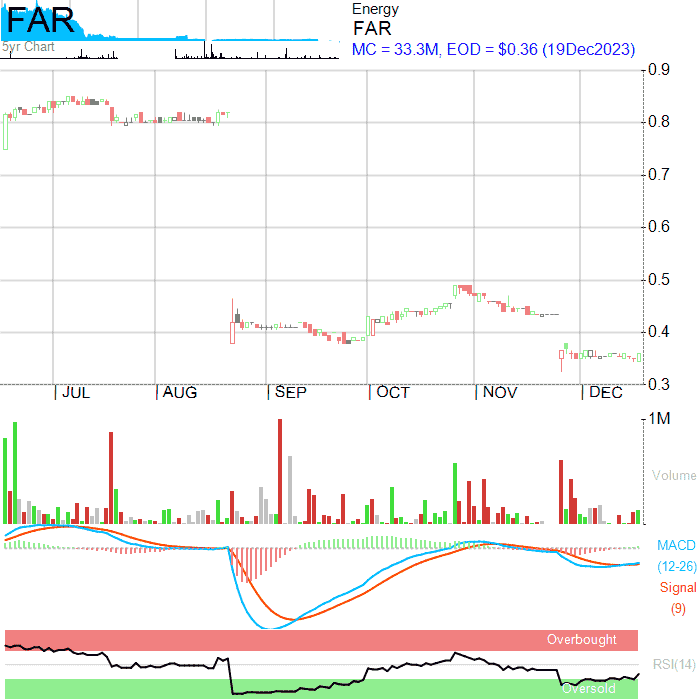 FAR
5yr Chart
Energy
FAR
MC = 33.3M, EOD = $0.36 (19Dec2023)
0.9
0.8
0.7
0.6
0.5
0.4
0.3
JUL AUG SEP OCT NOV DEC
1M
Volume
MACD
(12-26)
Signal
(9)
Overbought
RSI(14)
Oversold